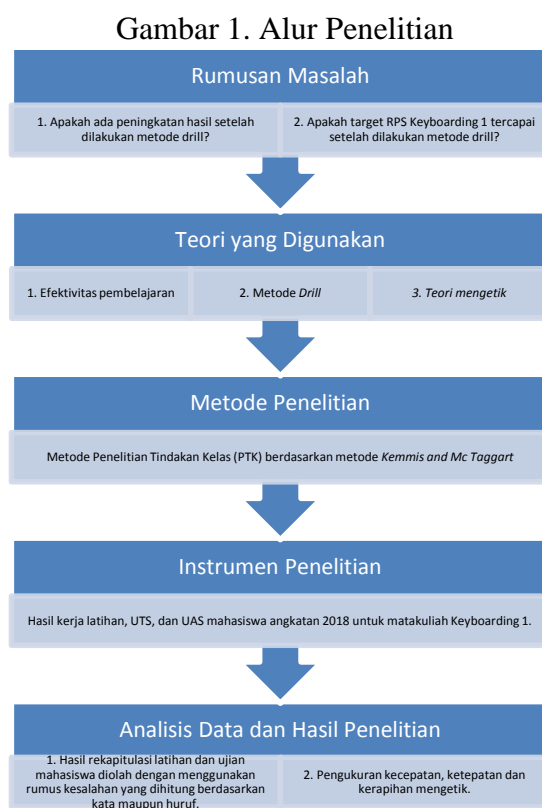 Gambar 1. Alur Penelitian
Rumusan Masalah
1. Apakah ada peningkatan hasil setelah
dilakukan metode drill?
2. Apakah target RPS Keyboarding 1 tercapai
setelah dilakukan metode drill?
Teori yang Digunakan
1. Efektivitas pembelajaran
2. Metode Drill
3. Teori mengetik
Metode Penelitian
Metode Penelitian Tindakan Kelas (PTK) berdasarkan metode Kemmis and Mc Taggart
Instrumen Penelitian
Hasil kerja latihan, UTS, dan UAS mahasiswa angkatan 2018 untuk matakuliah Keyboarding 1.
Analisis Data dan Hasil Penelitian
1. Hasil rekapitulasi latihan dan ujian
mahasiswa diolah dengan menggunakan
rumus kesalahan yang dihitung berdasarkan
kata maupun huruf.
2. Pengukuran kecepatan, ketepatan dan
kerapihan mengetik.